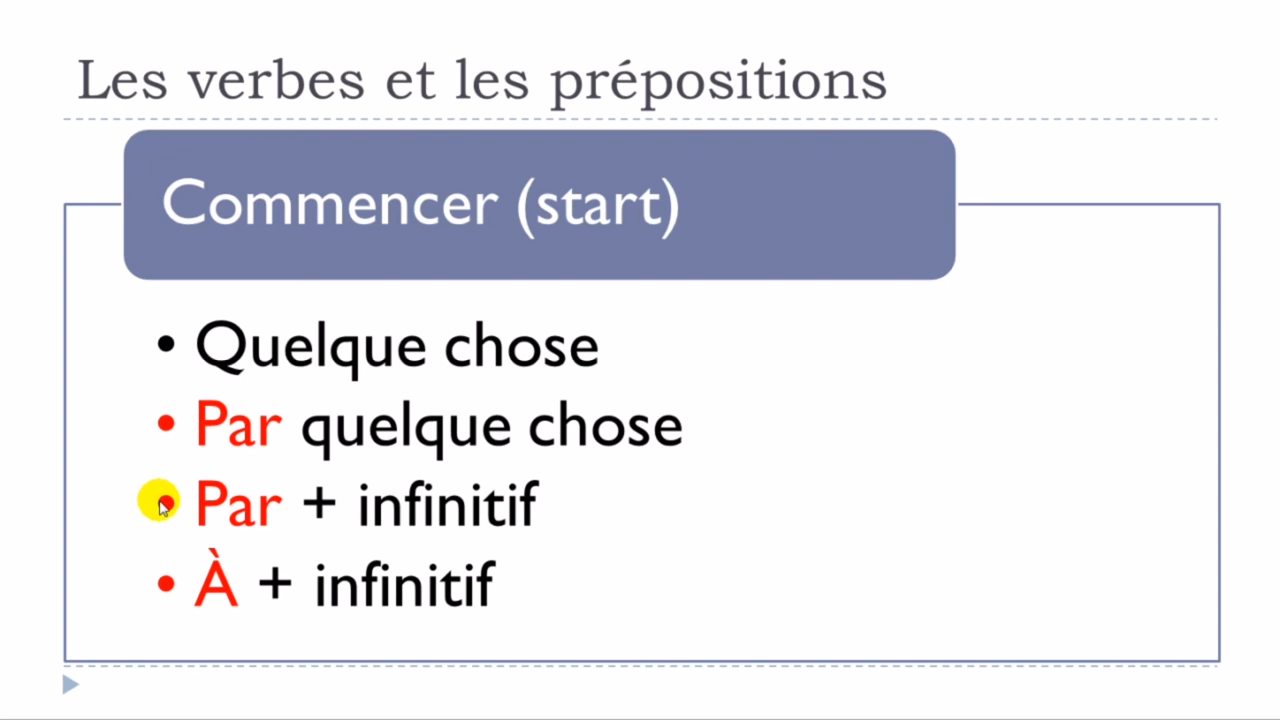 Les verbes et les prépositions
Commencer (start)
• Quelque chose
• Par quelque chose
• Par + infinitif
• À + infinitif